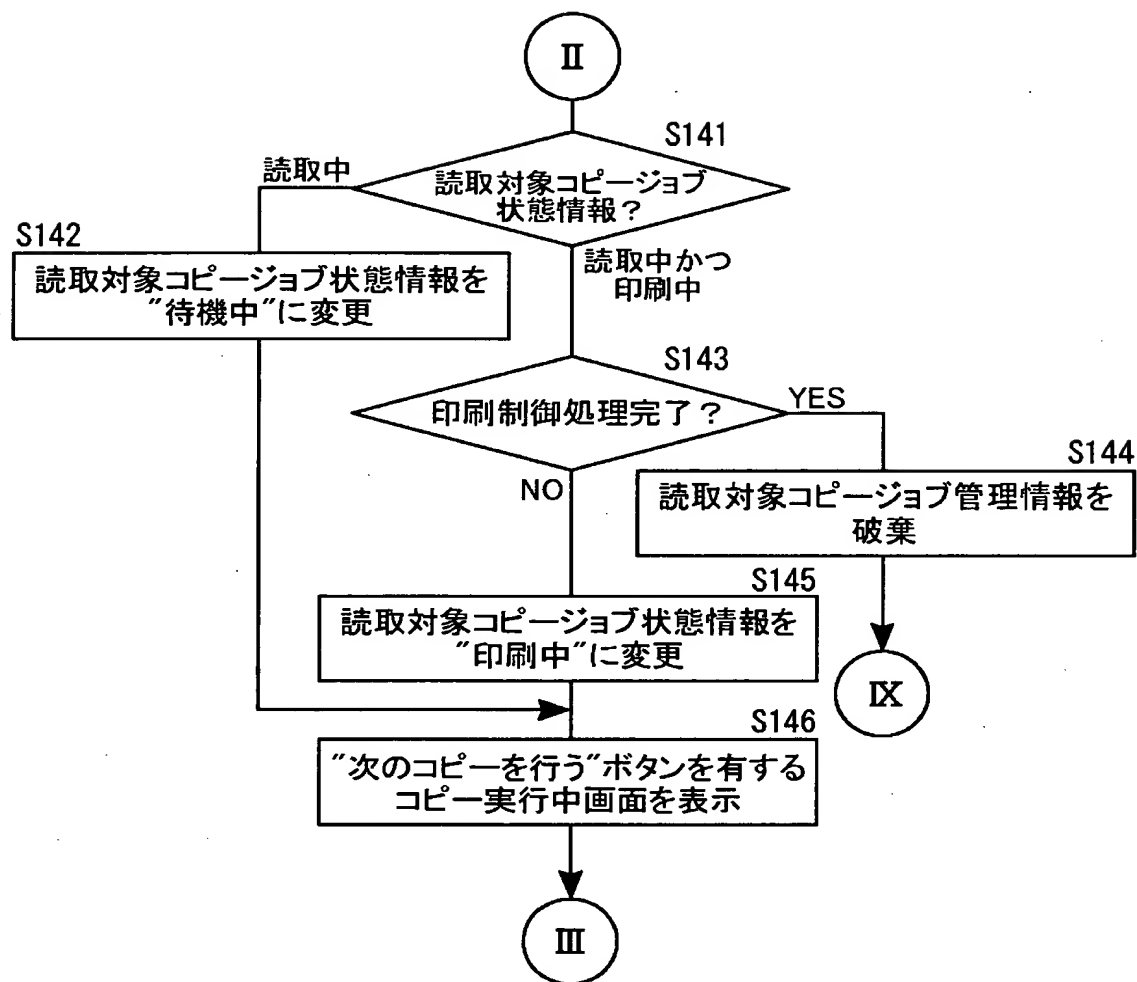 II
S141
読取中
読取対象コピージョブ
状態情報？
S142
読取対象コピージョブ状態情報を
"待機中"に変更
読取中かつ
印刷中
S143
印刷制御処理完了？
YES
NO
S144
読取対象コピージョブ管理情報を
破棄
S145
読取対象コピージョブ状態情報を
"印刷中"に変更
IX
S146
"次のコピーを行う"ボタンを有する
コピー実行中画面を表示
III